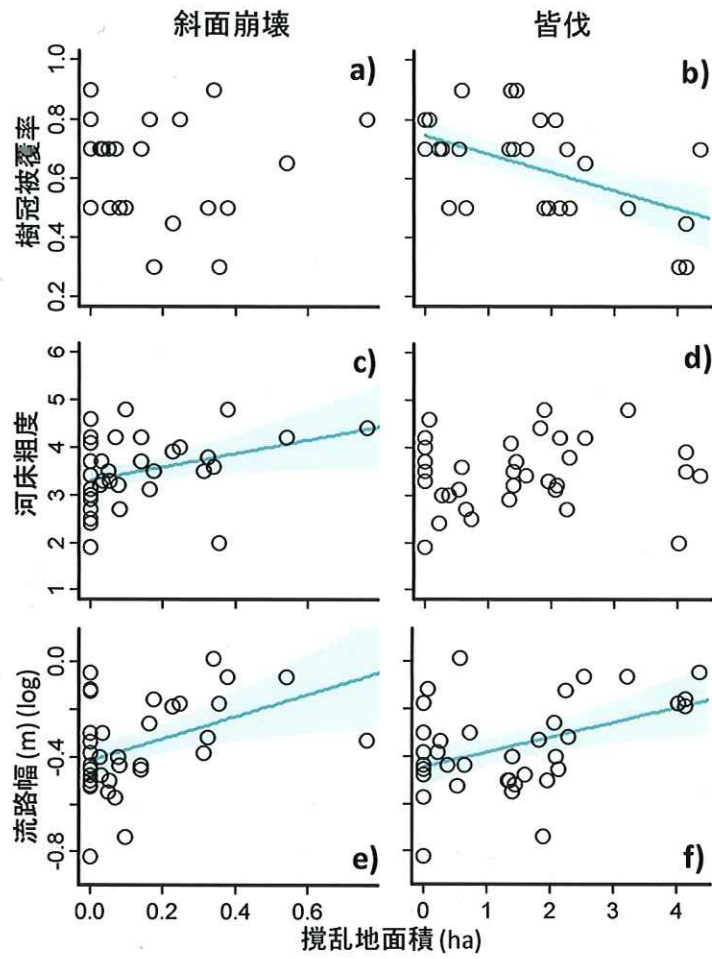 斜面崩壊
皆伐
樹冠被覆率
1.0
0.8
0.6
0.4
0.2
a)
b)
河床粗度
6
5
4
3
2
1
c)
d)
流路幅 (m) (log)
0.0
-0.4
-0.8
e)
f)
0.0 0.2 0.4 0.6
0 1 2 3 4
撹乱地面積 (ha)